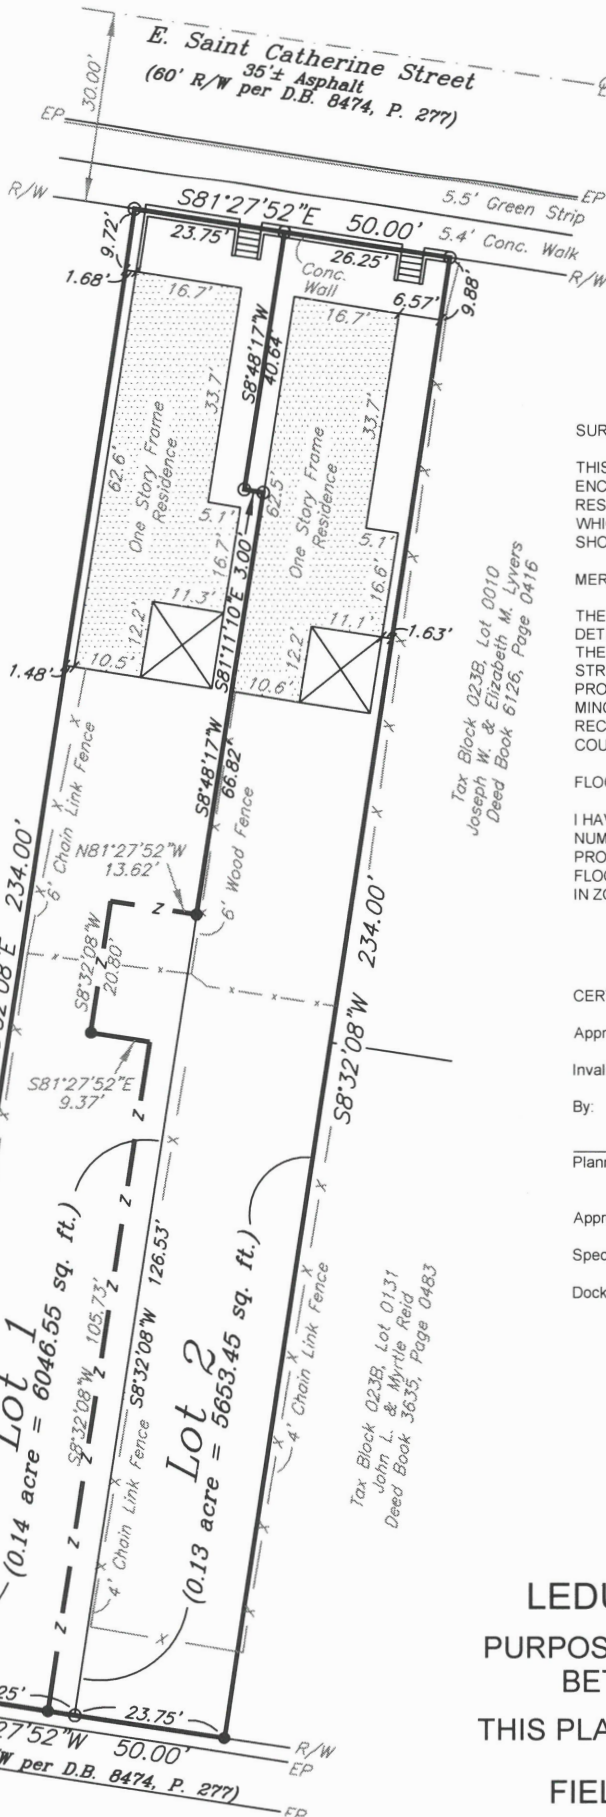 E. Saint Catherine Street
35'± Asphalt
(60' R/W per D.B. 8474, P. 277)
30.00'
EP
EP
R/W
S81°27'52"E 50.00'
5.5' Green Strip
5.4' Conc. Walk
R/W
9.72'
23.75'
26.25'
Conc.
Wall
1.68'
16.7'
16.7'
6.57'
9.88'
S8°48'17"W
40.64'
33.7'
33.7'
62.6'
One Story Frame
Residence
62.5'
One Story Frame
Residence
5.1'
5.1'
16.7'
16.6'
S81°11'10"E 3.00'
11.3'
12.2'
11.1'
12.2'
1.63'
1.48'
10.5'
10.6'
S8°48'17"W
66.82'
6' Chain Link Fence
6' Wood Fence
N81°27'52"W
13.62'
Z
234.00'
S8°32'08"W
20.80'
Z
S81°27'52"E
9.37'
S8°32'08"W 234.00'
Tax Block 023B, Lot 0010
Joseph W. & Elizabeth M. Lyvers
Deed Book 6126, Page 0416
Lot 1
(0.14 acre = 6046.55 sq. ft.)
S8°32'08"W 105.73'
S8°32'08"W 126.53'
4' Chain Link Fence
Lot 2
(0.13 acre = 5653.45 sq. ft.)
4' Chain Link Fence
Tax Block 023B, Lot 0131
John L. & Myrtle Reid
Deed Book 3635, Page 0483
25'
23.75'
27'52"W 50.00'
R/W
EP
/W per D.B. 8474, P. 277)
EP
SUR
THIS
ENC
RES
WHI
SHO
MER
THE
DET
THE
STR
PRO
MINO
REC
COU
FLOO
I HAV
NUM
PRO
FLOO
IN ZO
CER
Appr
Inval
By:
Plann
Appr
Spec
Dock
LEDU
PURPOS
BET
THIS PLA
FIEL